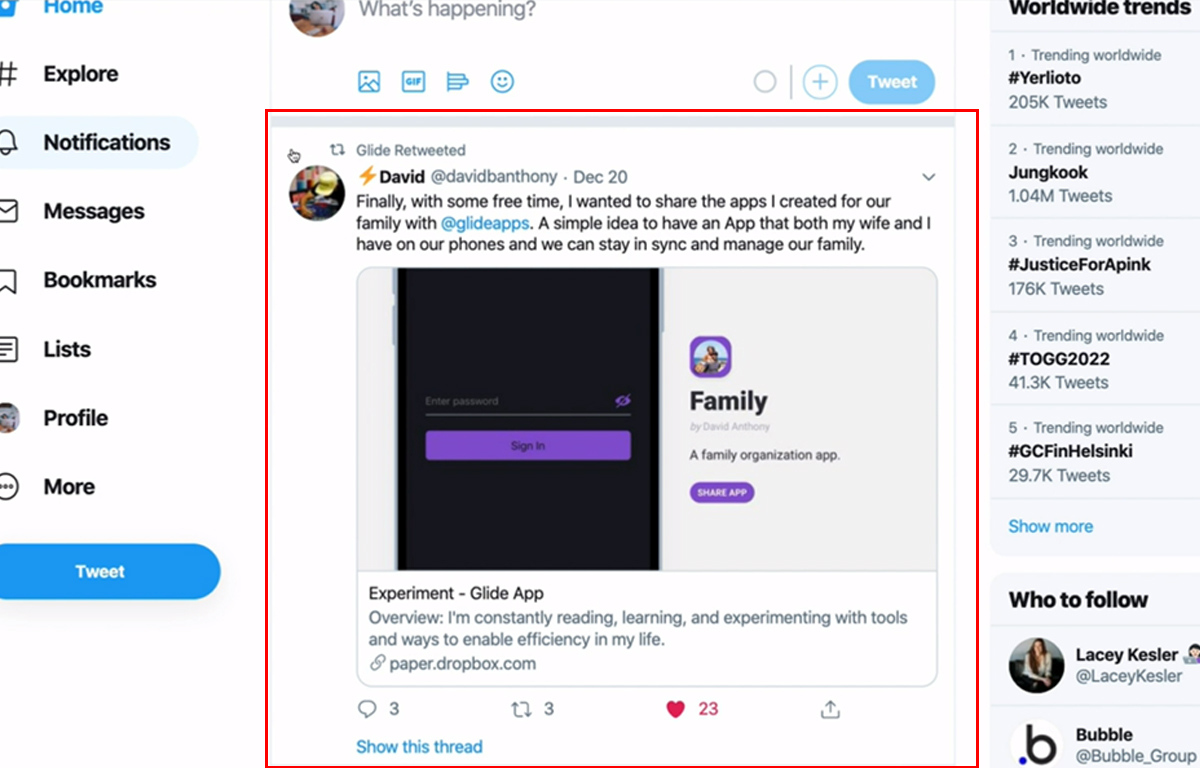 Home
Explore
Notifications
Messages
Bookmarks
Lists
Profile
More
Tweet
What's happening?
GIF
Tweet
Glide Retweeted
⚡David @davidbanthony · Dec 20
Finally, with some free time, I wanted to share the apps I created for our
family with @glideapps. A simple idea to have an App that both my wife and I
have on our phones and we can stay in sync and manage our family.
Enter password
Sign In
Family
by David Anthony
A family organization app.
SHARE APP
Experiment - Glide App
Overview: I'm constantly reading, learning, and experimenting with tools
and ways to enable efficiency in my life.
paper.dropbox.com
3
3
23
Show this thread
Worldwide trends
1 · Trending worldwide
#Yerlioto
205K Tweets
2 · Trending worldwide
Jungkook
1.04M Tweets
3 · Trending worldwide
#JusticeForApink
176K Tweets
4 · Trending worldwide
#TOGG2022
41.3K Tweets
5 · Trending worldwide
#GCFinHelsinki
29.7K Tweets
Show more
Who to follow
Lacey Kesler
@LaceyKesler
.b
Bubble
@Bubble_Group